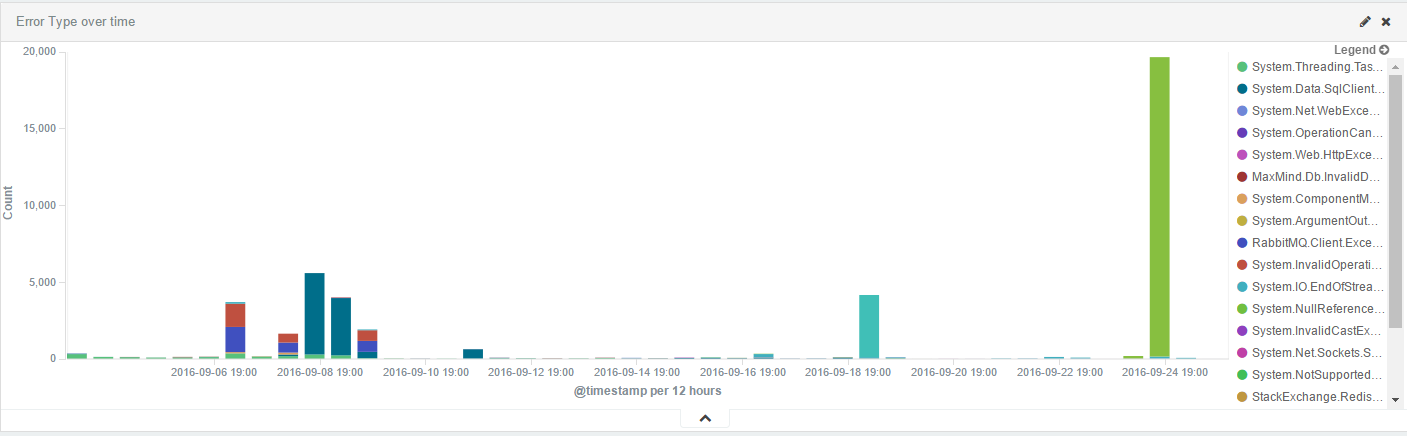 Error Type over time
Legend
20,000
15,000
10,000
5,000
0
Count
2016-09-06 19:00
2016-09-08 19:00
2016-09-10 19:00
2016-09-12 19:00
2016-09-14 19:00
2016-09-16 19:00
2016-09-18 19:00
2016-09-20 19:00
2016-09-22 19:00
2016-09-24 19:00
@timestamp per 12 hours
System.Threading.Tas...
System.Data.SqlClient...
System.Net.WebExce...
System.OperationCan...
System.Web.HttpExce...
MaxMind.Db.InvalidD...
System.ComponentM...
System.ArgumentOut...
RabbitMQ.Client.Exce...
System.InvalidOperati...
System.IO.EndOfStrea...
System.NullReference...
System.InvalidCastEx...
System.Net.Sockets.S...
System.NotSupported...
StackExchange.Redis...